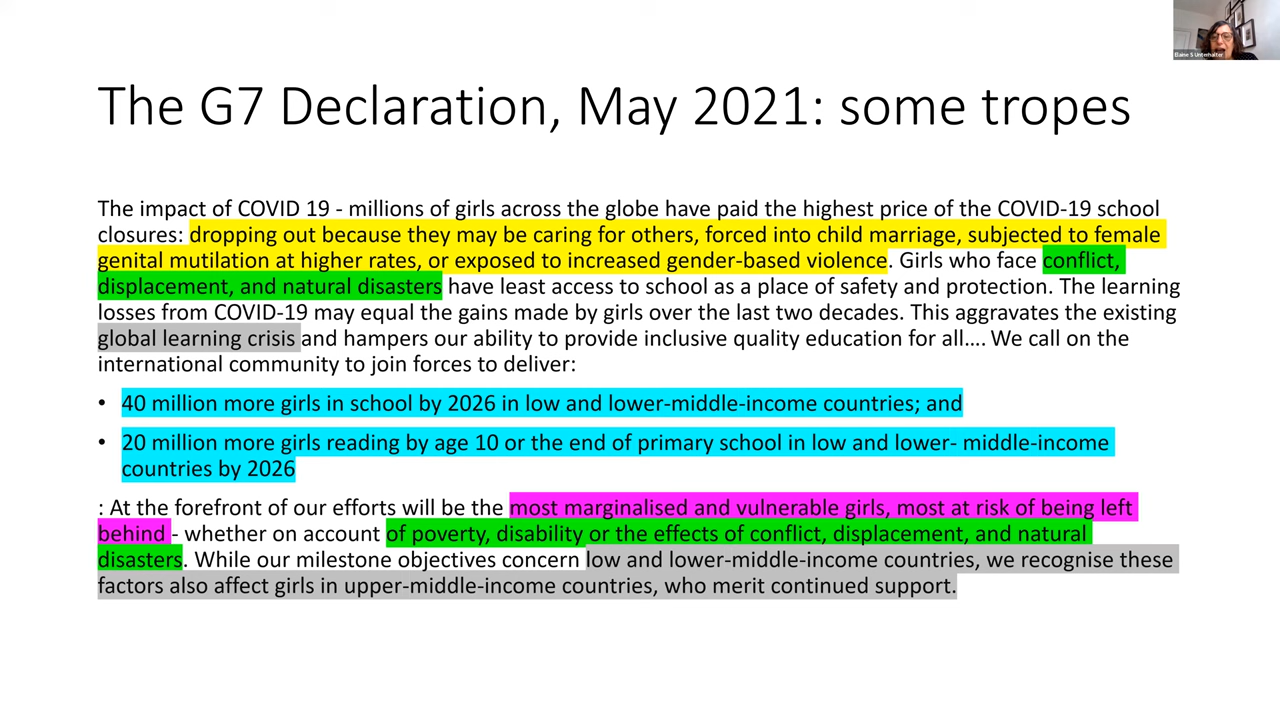 Elaine S Unterhalter
The G7 Declaration, May 2021: some tropes
The impact of COVID 19 - millions of girls across the globe have paid the highest price of the COVID-19 school
closures: dropping out because they may be caring for others, forced into child marriage, subjected to female
genital mutilation at higher rates, or exposed to increased gender-based violence. Girls who face conflict,
displacement, and natural disasters have least access to school as a place of safety and protection. The learning
losses from COVID-19 may equal the gains made by girls over the last two decades. This aggravates the existing
global learning crisis and hampers our ability to provide inclusive quality education for all…. We call on the
international community to join forces to deliver:
• 40 million more girls in school by 2026 in low and lower-middle-income countries; and
• 20 million more girls reading by age 10 or the end of primary school in low and lower- middle-income
countries by 2026
: At the forefront of our efforts will be the most marginalised and vulnerable girls, most at risk of being left
behind - whether on account of poverty, disability or the effects of conflict, displacement, and natural
disasters. While our milestone objectives concern low and lower-middle-income countries, we recognise these
factors also affect girls in upper-middle-income countries, who merit continued support.